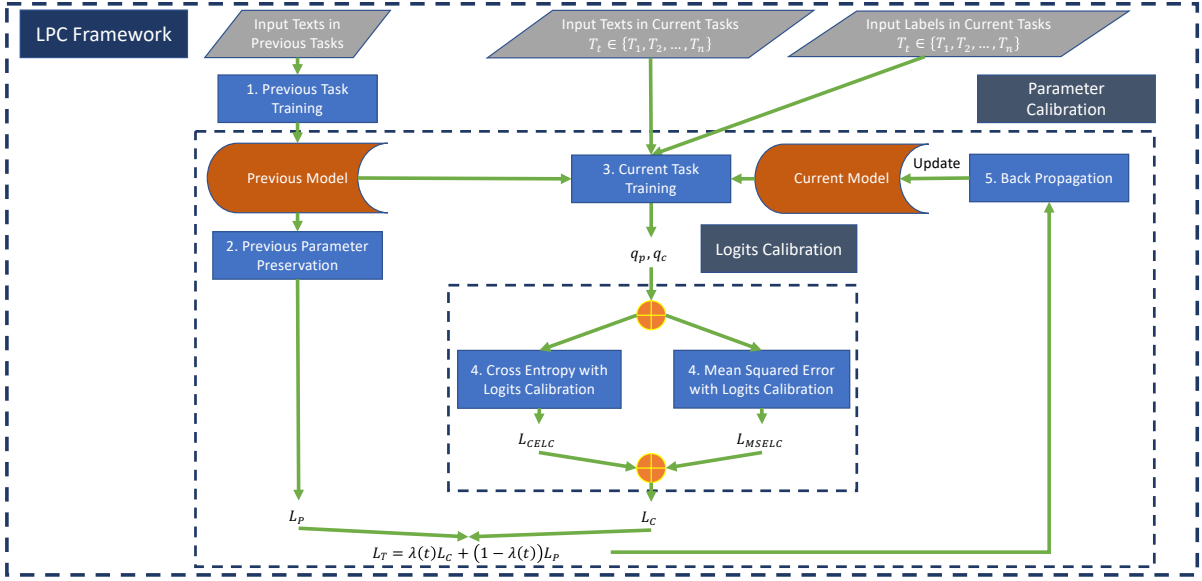 LPC Framework
Input Texts in
Previous Tasks
Input Texts in Current Tasks
T_t ∈ {T_1, T_2, … , T_n}
Input Labels in Current Tasks
T_t ∈ {T_1, T_2, … , T_n}
1. Previous Task
Training
Parameter
Calibration
Previous Model
3. Current Task
Training
Current Model
Update
5. Back Propagation
2. Previous Parameter
Preservation
q_p, q_c
Logits Calibration
4. Cross Entropy with
Logits Calibration
4. Mean Squared Error
with Logits Calibration
L_CELC
L_MSELC
L_P
L_C
L_T = λ(t)L_C + (1 − λ(t))L_P